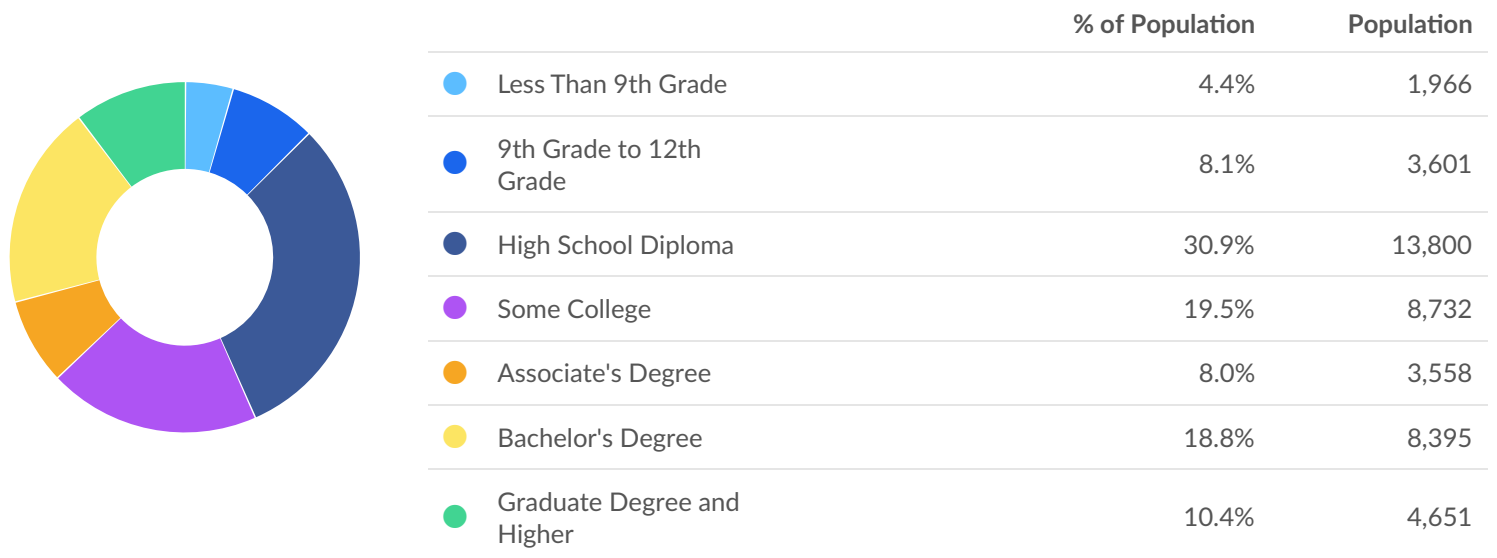 % of Population Population
Less Than 9th Grade 4.4% 1,966
9th Grade to 12th
Grade 8.1% 3,601
High School Diploma 30.9% 13,800
Some College 19.5% 8,732
Associate's Degree 8.0% 3,558
Bachelor's Degree 18.8% 8,395
Graduate Degree and
Higher 10.4% 4,651